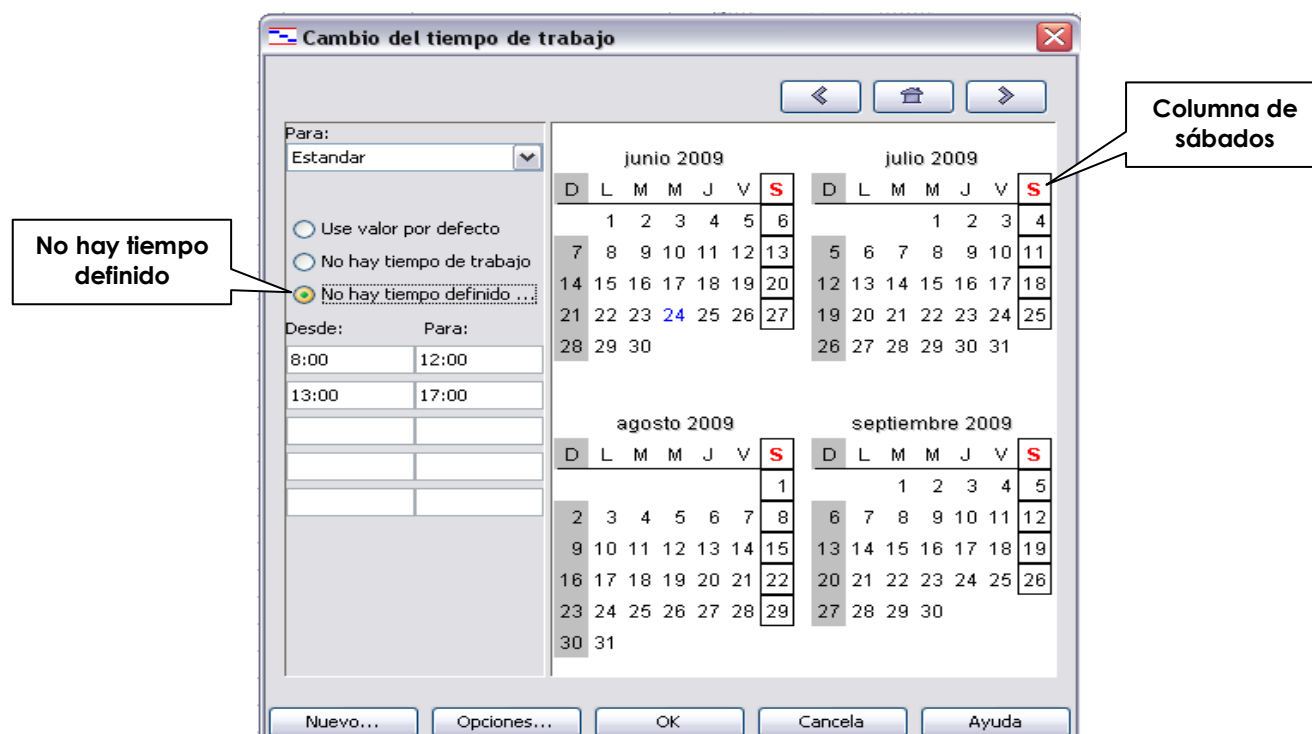 Cambio del tiempo de trabajo
Columna de
sábados
Para:
Estandar
No hay tiempo
definido
Use valor por defecto
No hay tiempo de trabajo
No hay tiempo definido ...
Desde: Para:
8:00 12:00
13:00 17:00
junio 2009
D L M M J V S
1 2 3 4 5 6
7 8 9 10 11 12 13
14 15 16 17 18 19 20
21 22 23 24 25 26 27
28 29 30
julio 2009
D L M M J V S
1 2 3 4
5 6 7 8 9 10 11
12 13 14 15 16 17 18
19 20 21 22 23 24 25
26 27 28 29 30 31
agosto 2009
D L M M J V S
1
2 3 4 5 6 7 8
9 10 11 12 13 14 15
16 17 18 19 20 21 22
23 24 25 26 27 28 29
30 31
septiembre 2009
D L M M J V S
1 2 3 4 5
6 7 8 9 10 11 12
13 14 15 16 17 18 19
20 21 22 23 24 25 26
27 28 29 30
Nuevo... Opciones... OK Cancela Ayuda